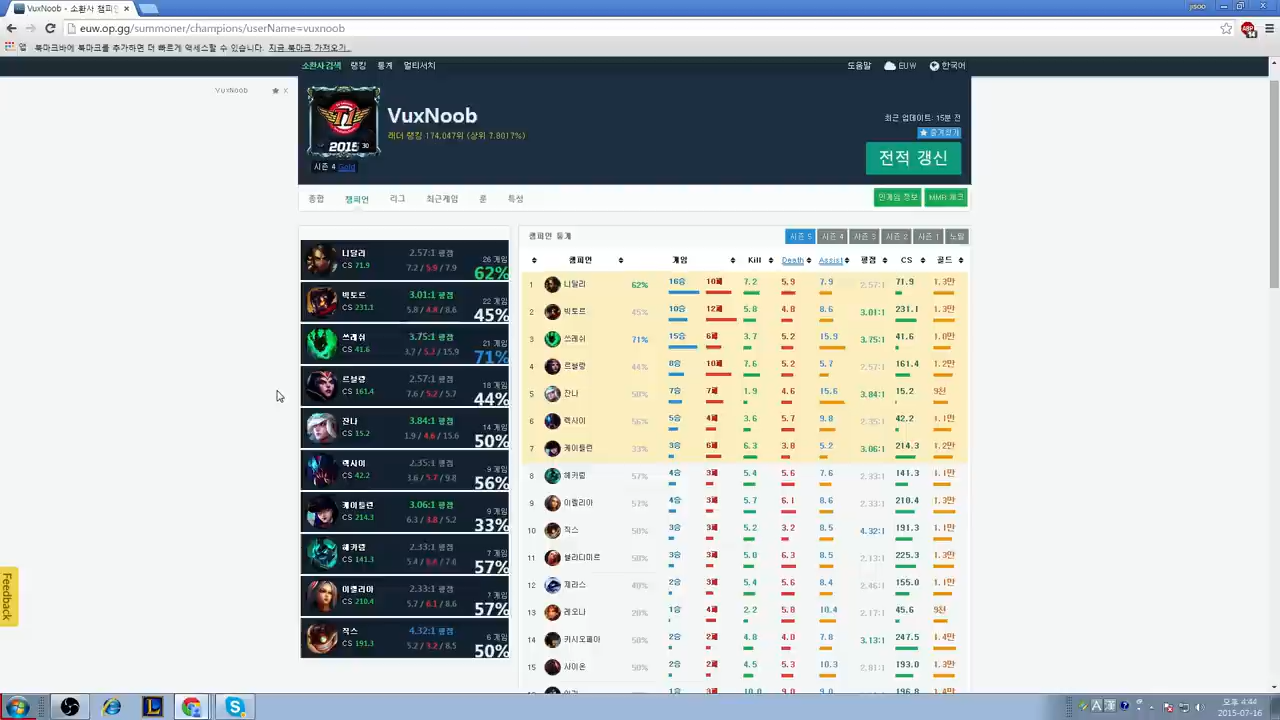 VuxNoob - 소환사 챔피언 ×
jisoo
euw.op.gg/summoner/champions/userName=vuxnoob
앱 북마크바에 북마크를 추가하면 더 빠르게 액세스할 수 있습니다. 지금 북마크 가져오기...
소환사검색 랭킹 통계 멀티서치 도움말 EUW 한국어
VuxNoob ★ X
VuxNoob
래더 랭킹 174,047위 (상위 7.8017%)
2015 30
시즌 4 Gold
최근 업데이트: 15분 전
★ 즐겨찾기
전적 갱신
종합 챔피언 리그 최근게임 룬 특성 인게임 정보 MMR 체크
챔피언 통계 시즌 5 시즌 4 시즌 3 시즌 2 시즌 1 노말
챔피언 게임 Kill Death Assist 평점 CS 골드
니달리 2.57:1 평점 26 게임
CS 71.9 7.2 / 5.9 / 7.9 62%
빅토르 3.01:1 평점 22 게임
CS 231.1 5.8 / 4.8 / 8.6 45%
쓰레쉬 3.75:1 평점 21 게임
CS 41.6 3.7 / 5.2 / 15.9 71%
르블랑 2.57:1 평점 18 게임
CS 161.4 7.6 / 5.2 / 5.7 44%
잔나 3.84:1 평점 14 게임
CS 15.2 1.9 / 4.6 / 15.6 50%
렉사이 2.35:1 평점 9 게임
CS 42.2 3.6 / 5.7 / 9.8 56%
케이틀린 3.06:1 평점 9 게임
CS 214.3 6.3 / 3.8 / 5.2 33%
헤카림 2.33:1 평점 7 게임
CS 141.3 5.4 / 5.6 / 7.6 57%
이렐리아 2.33:1 평점 7 게임
CS 210.4 5.7 / 6.1 / 8.6 57%
직스 4.32:1 평점 6 게임
CS 191.3 5.2 / 3.2 / 8.5 50%
1 니달리 62% 16승 10패 7.2 5.9 7.9 2.57:1 71.9 1.3만
2 빅토르 45% 10승 12패 5.8 4.8 8.6 3.01:1 231.1 1.3만
3 쓰레쉬 71% 15승 6패 3.7 5.2 15.9 3.75:1 41.6 1.0만
4 르블랑 44% 8승 10패 7.6 5.2 5.7 2.57:1 161.4 1.2만
5 잔나 50% 7승 7패 1.9 4.6 15.6 3.84:1 15.2 9천
6 렉사이 56% 5승 4패 3.6 5.7 9.8 2.35:1 42.2 1.1만
7 케이틀린 33% 3승 6패 6.3 3.8 5.2 3.06:1 214.3 1.2만
8 헤카림 57% 4승 3패 5.4 5.6 7.6 2.33:1 141.3 1.1만
9 이렐리아 57% 4승 3패 5.7 6.1 8.6 2.33:1 210.4 1.3만
10 직스 50% 3승 3패 5.2 3.2 8.5 4.32:1 191.3 1.1만
11 블라디미르 50% 3승 3패 5.0 6.3 8.5 2.13:1 225.3 1.3만
12 제라스 40% 2승 3패 5.4 5.6 8.4 2.46:1 155.0 1.1만
13 레오나 20% 1승 4패 2.2 5.8 10.4 2.17:1 45.6 9천
14 카시오페아 50% 2승 2패 4.8 4.0 7.8 3.13:1 247.5 1.4만
15 사이온 50% 2승 2패 4.5 5.3 10.3 2.81:1 193.0 1.3만
1승 3패 10.0 9.0 9.0 196.8 1.4만
Feedback
오후 4:44
2015-07-16